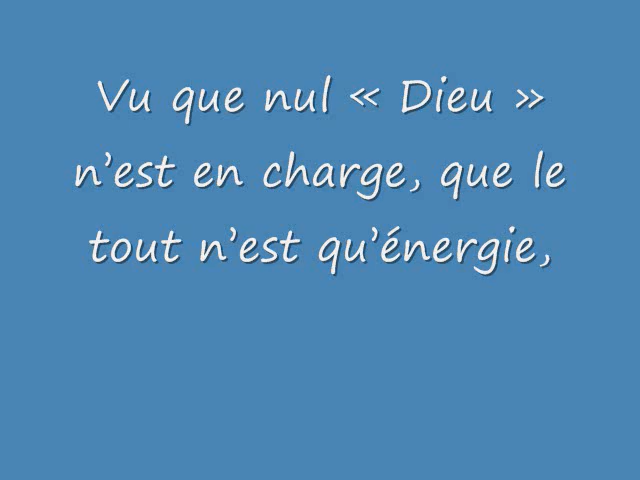 Vu que nul « Dieu »
n’est en charge, que le
tout n’est qu’énergie,